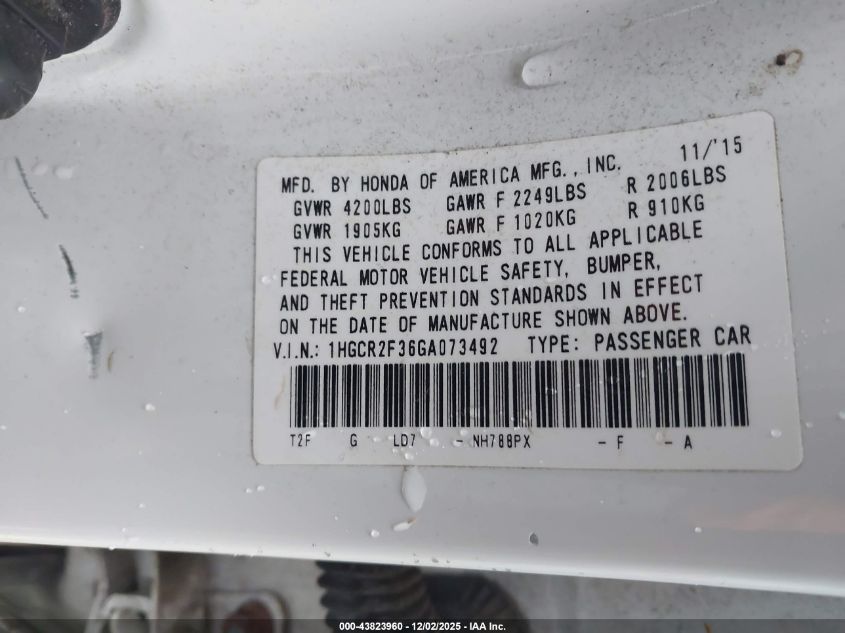 11/'15
MFD. BY HONDA OF AMERICA MFG., INC.
GVWR 4200LBS GAWR F 2249LBS R 2006LBS
GVWR 1905KG GAWR F 1020KG R 910KG
THIS VEHICLE CONFORMS TO ALL APPLICABLE
FEDERAL MOTOR VEHICLE SAFETY, BUMPER,
AND THEFT PREVENTION STANDARDS IN EFFECT
ON THE DATE OF MANUFACTURE SHOWN ABOVE.
V.I.N.: 1HGCR2F36GA073492 TYPE: PASSENGER CAR
T2F G LD7 - NH788PX - F - A
000-43823960 - 12/02/2025 - IAA Inc.